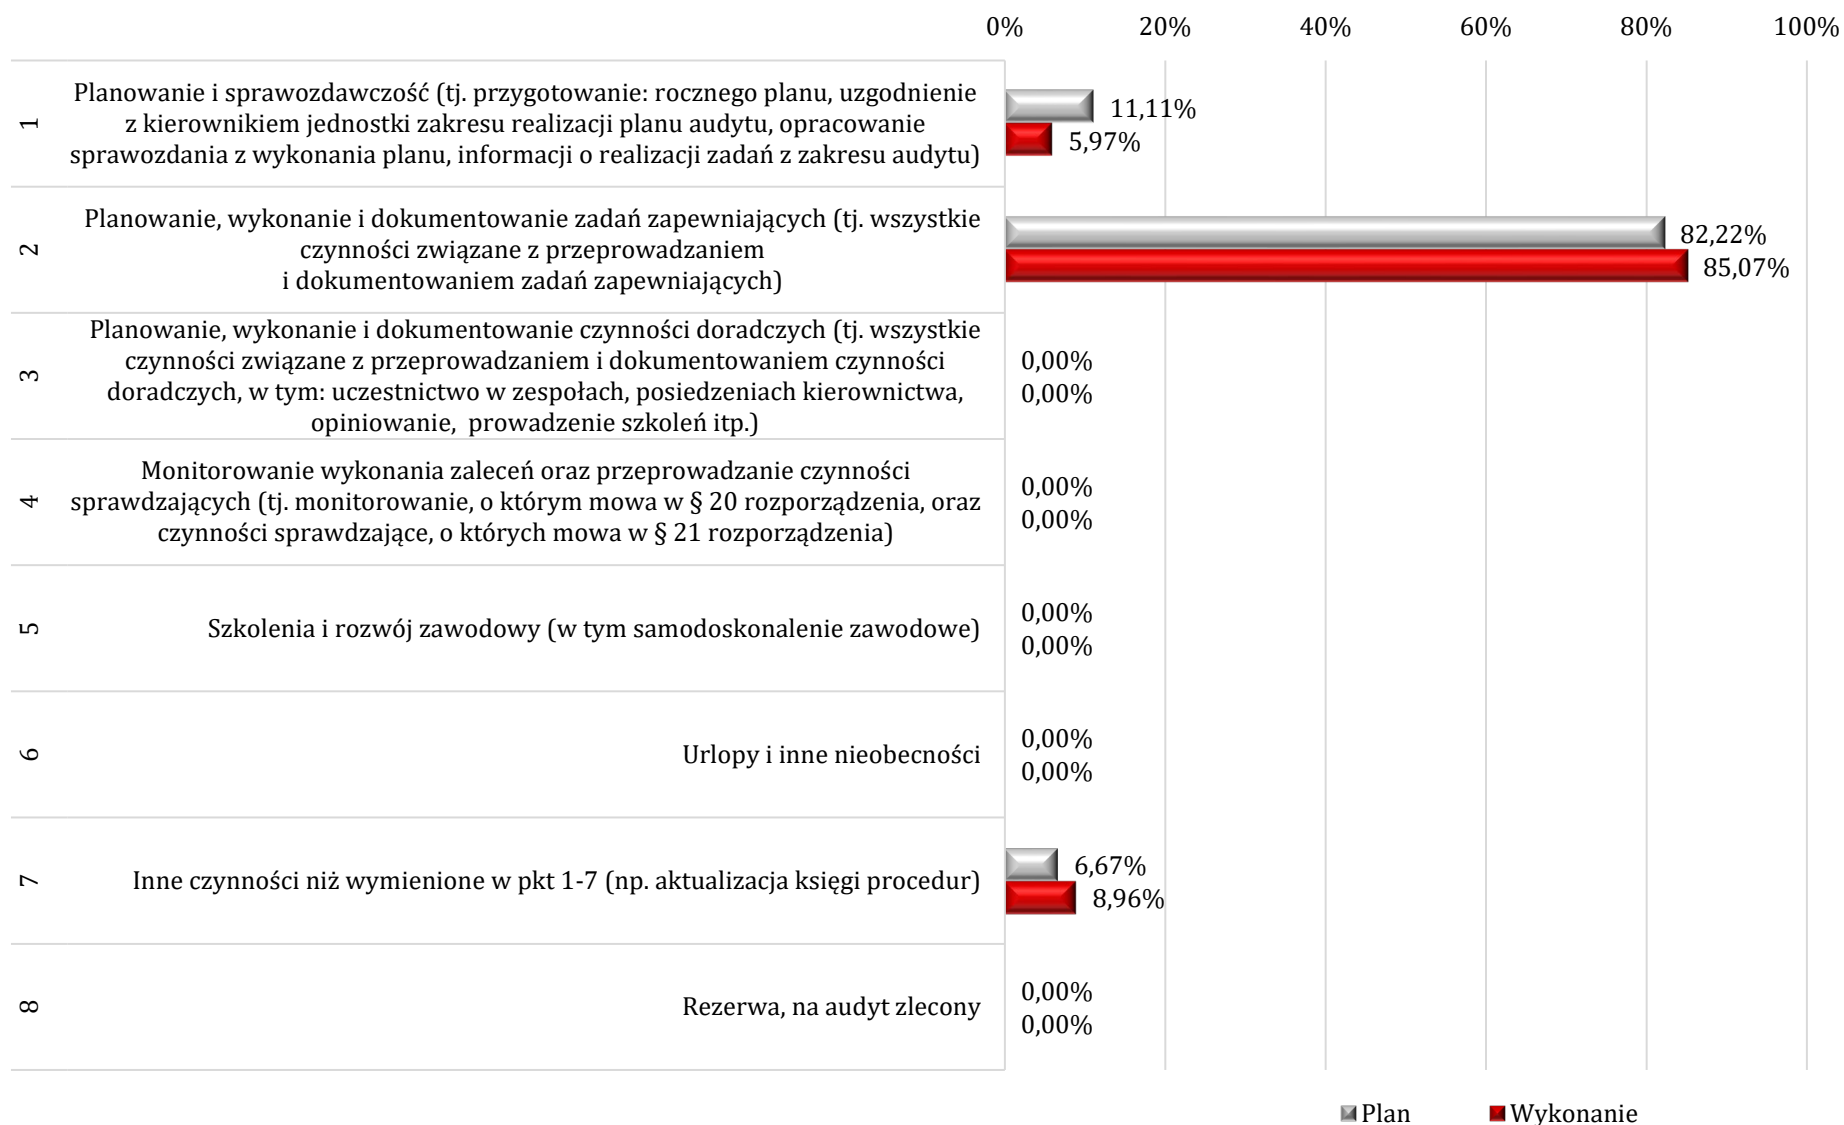 0% 20% 40% 60% 80% 100%
1
Planowanie i sprawozdawczość (tj. przygotowanie: rocznego planu, uzgodnienie
z kierownikiem jednostki zakresu realizacji planu audytu, opracowanie
sprawozdania z wykonania planu, informacji o realizacji zadań z zakresu audytu)
11,11%
5,97%
2
Planowanie, wykonanie i dokumentowanie zadań zapewniających (tj. wszystkie
czynności związane z przeprowadzaniem
i dokumentowaniem zadań zapewniających)
82,22%
85,07%
3
Planowanie, wykonanie i dokumentowanie czynności doradczych (tj. wszystkie
czynności związane z przeprowadzaniem i dokumentowaniem czynności
doradczych, w tym: uczestnictwo w zespołach, posiedzeniach kierownictwa,
opiniowanie,  prowadzenie szkoleń itp.)
0,00%
0,00%
4
Monitorowanie wykonania zaleceń oraz przeprowadzanie czynności
sprawdzających (tj. monitorowanie, o którym mowa w § 20 rozporządzenia, oraz
czynności sprawdzające, o których mowa w § 21 rozporządzenia)
0,00%
0,00%
5
Szkolenia i rozwój zawodowy (w tym samodoskonalenie zawodowe)
0,00%
0,00%
6
Urlopy i inne nieobecności
0,00%
0,00%
7
Inne czynności niż wymienione w pkt 1-7 (np. aktualizacja księgi procedur)
6,67%
8,96%
8
Rezerwa, na audyt zlecony
0,00%
0,00%
Plan Wykonanie